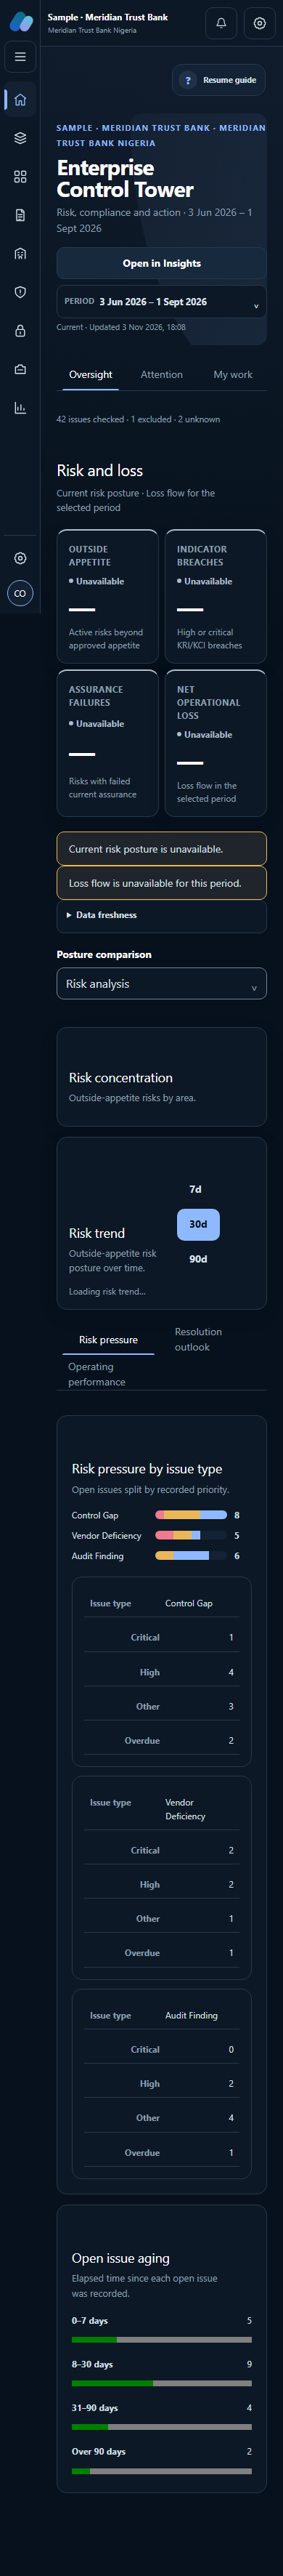 Sample · Meridian Trust Bank
Meridian Trust Bank Nigeria
? Resume guide
SAMPLE · MERIDIAN TRUST BANK · MERIDIAN
TRUST BANK NIGERIA
Enterprise
Control Tower
Risk, compliance and action · 3 Jun 2026 – 1
Sept 2026
Open in Insights
PERIOD 3 Jun 2026 – 1 Sept 2026
Current · Updated 3 Nov 2026, 18:08
Oversight Attention My work
42 issues checked · 1 excluded · 2 unknown
Risk and loss
Current risk posture · Loss flow for the
selected period
OUTSIDE
APPETITE
Unavailable
—
Active risks beyond
approved appetite
INDICATOR
BREACHES
Unavailable
—
High or critical
KRI/KCI breaches
ASSURANCE
FAILURES
Unavailable
—
Risks with failed
current assurance
NET
OPERATIONAL
LOSS
Unavailable
—
Loss flow in the
selected period
CO
Current risk posture is unavailable.
Loss flow is unavailable for this period.
Data freshness
Posture comparison
Risk analysis
Risk concentration
Outside-appetite risks by area.
Risk trend
Outside-appetite risk
posture over time.
7d
30d
90d
Loading risk trend...
Risk pressure
Resolution
outlook
Operating
performance
Risk pressure by issue type
Open issues split by recorded priority.
Control Gap 8
Vendor Deficiency 5
Audit Finding 6
Issue type Control Gap
Critical 1
High 4
Other 3
Overdue 2
Issue type Vendor
Deficiency
Critical 2
High 2
Other 1
Overdue 1
Issue type Audit Finding
Critical 0
High 2
Other 4
Overdue 1
Open issue aging
Elapsed time since each open issue
was recorded.
0–7 days 5
8–30 days 9
31–90 days 4
Over 90 days 2